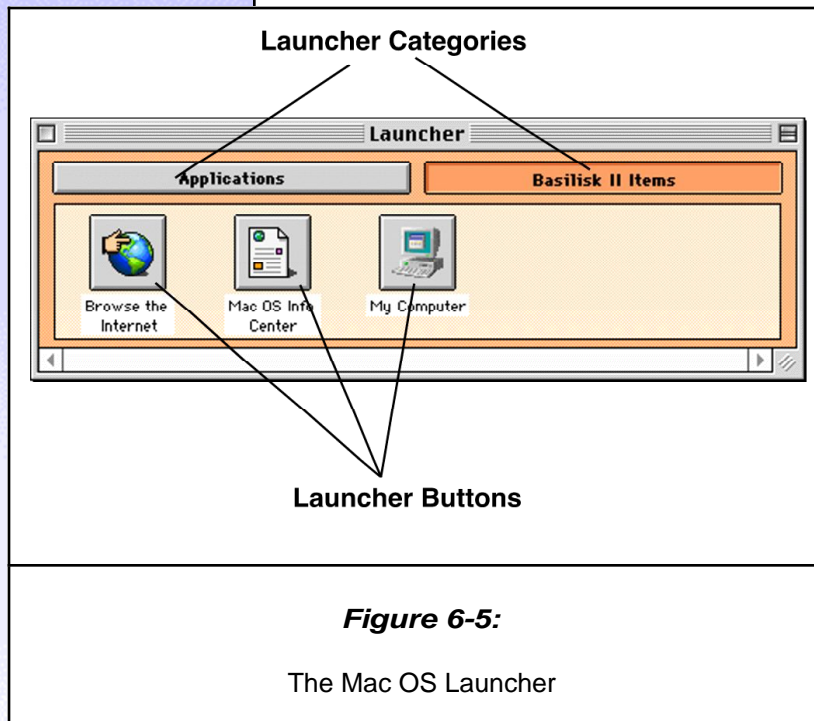 Launcher Categories
Launcher
Applications
Basilisk II Items
Browse the
Internet
Mac OS Info
Center
My Computer
Launcher Buttons
Figure 6-5:
The Mac OS Launcher